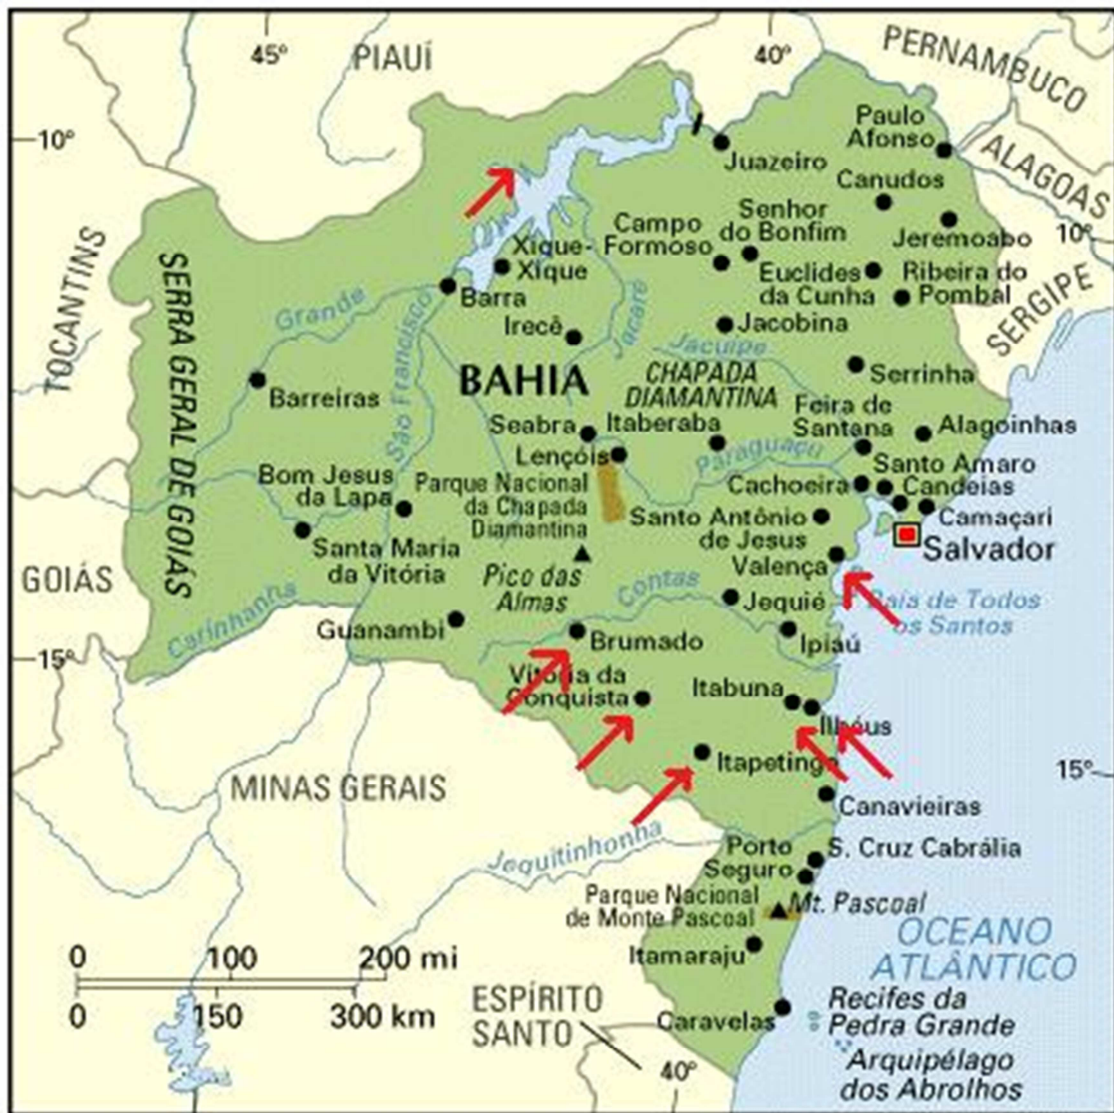 45°
40°
PIAUÍ
PERNAMBUCO
10°
Paulo
Afonso
Juazeiro
ALAGOAS
Canudos
Campo
Formoso
Senhor
do Bonfim
Jeremoabo
10°
Xique-
Xique
TOCANTINS
SERRA GERAL DE GOIÁS
Euclides
da Cunha
Ribeira do
Pombal
SERGIPE
Barra
Grande
São Francisco
Jacaré
Irecê
Jacobina
Jacuípe
BAHIA
CHAPADA
DIAMANTINA
Serrinha
Barreiras
Feira de
Santana
Seabra
Itaberaba
Alagoinhas
Lençóis
Paraguaçu
Santo Amaro
Bom Jesus
da Lapa
Parque Nacional
da Chapada
Diamantina
Cachoeira
Candeias
Santo Antônio
de Jesus
Camaçari
Salvador
Santa Maria
da Vitória
GOIÁS
Pico das
Almas
Valença
Contas
Jequié
Baía de Todos
os Santos
Carinhanha
Guanambi
Brumado
Ipiaú
15°
Vitória da
Conquista
Itabuna
Ilhéus
Itapetinga
15°
MINAS GERAIS
Canavieiras
Jequitinhonha
Porto
Seguro
S. Cruz Cabrália
Parque Nacional
de Monte Pascoal
Mt. Pascoal
OCEANO
ATLÂNTICO
Itamaraju
0 100 200 mi
0 150 300 km
ESPÍRITO
SANTO
Caravelas
Recifes da
Pedra Grande
Arquipélago
dos Abrolhos
40°